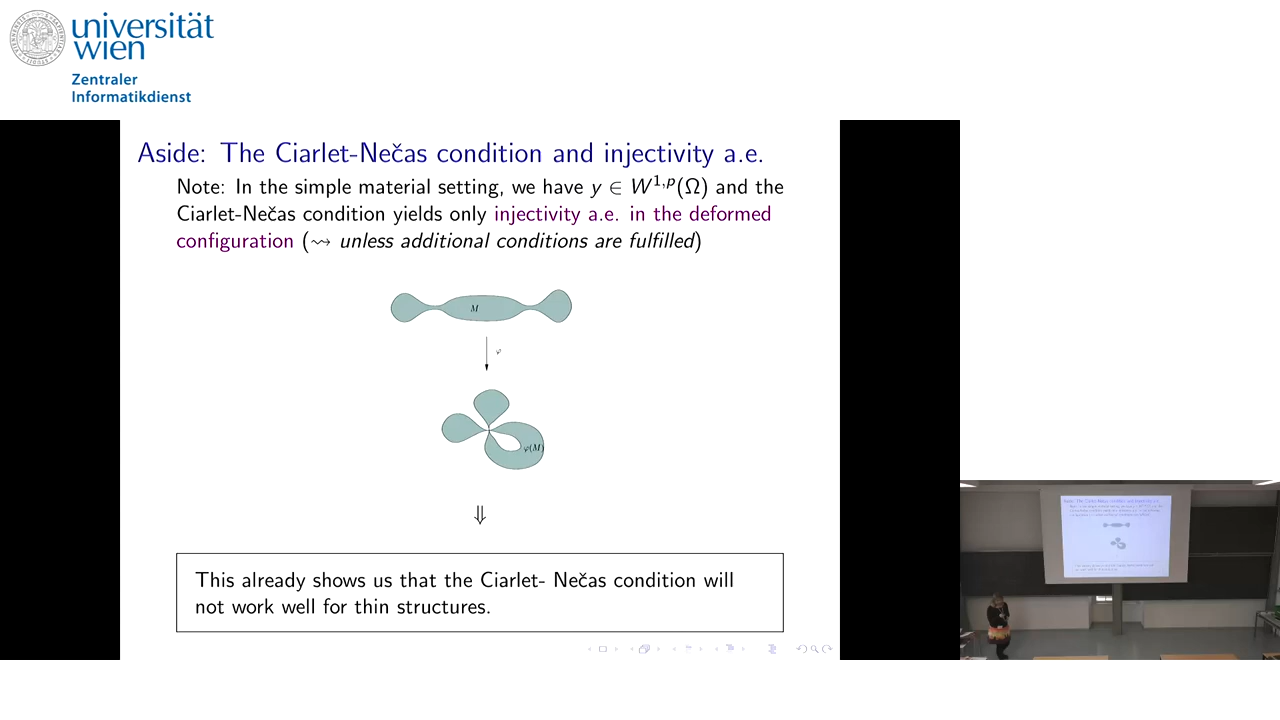 universität
wien
Zentraler
Informatikdienst
Aside: The Ciarlet-Nečas condition and injectivity a.e.
Note: In the simple material setting, we have y ∈ W^{1,p}(Ω) and the
Ciarlet-Nečas condition yields only injectivity a.e. in the deformed
configuration (⇝ unless additional conditions are fulfilled)
M
φ
φ(M)
⇓
This already shows us that the Ciarlet- Nečas condition will
not work well for thin structures.